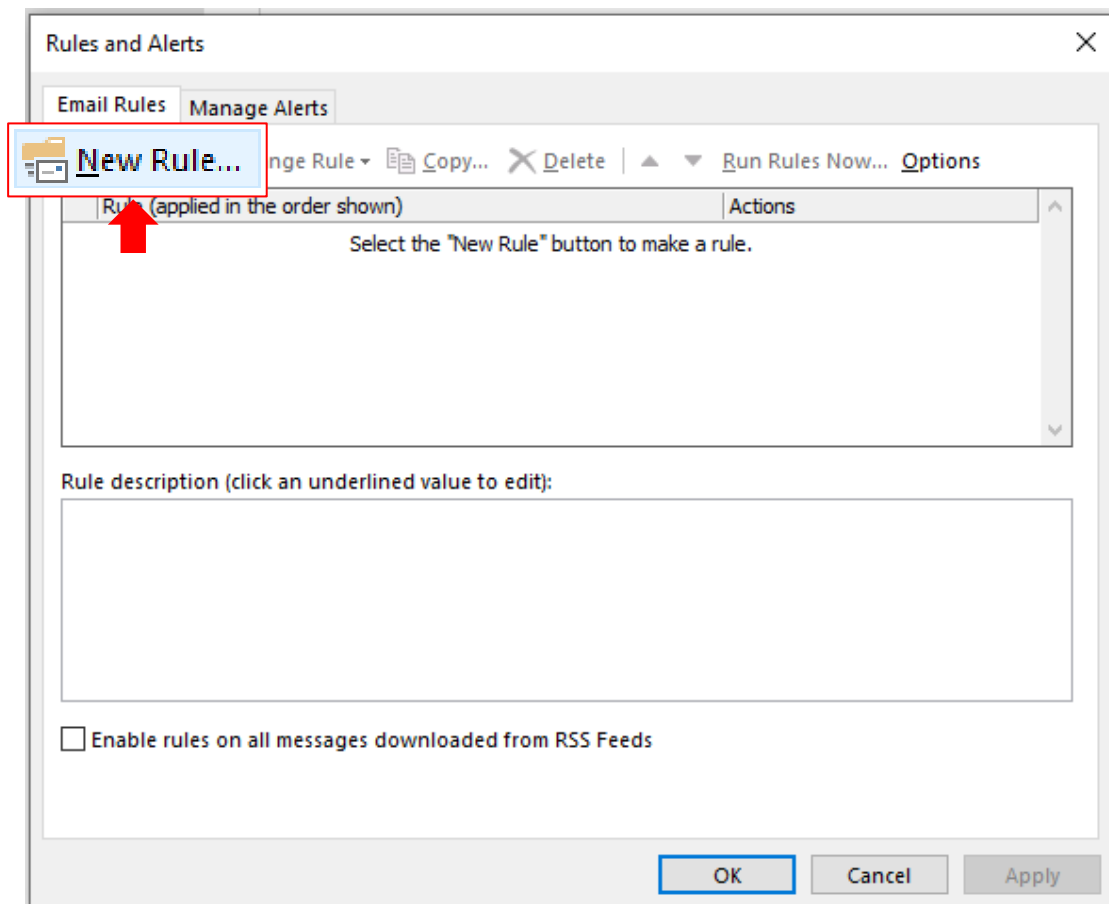 Rules and Alerts
Email Rules Manage Alerts
New Rule... nge Rule Copy... Delete Run Rules Now... Options
Rule (applied in the order shown) Actions
Select the "New Rule" button to make a rule.
Rule description (click an underlined value to edit):
Enable rules on all messages downloaded from RSS Feeds
OK Cancel Apply